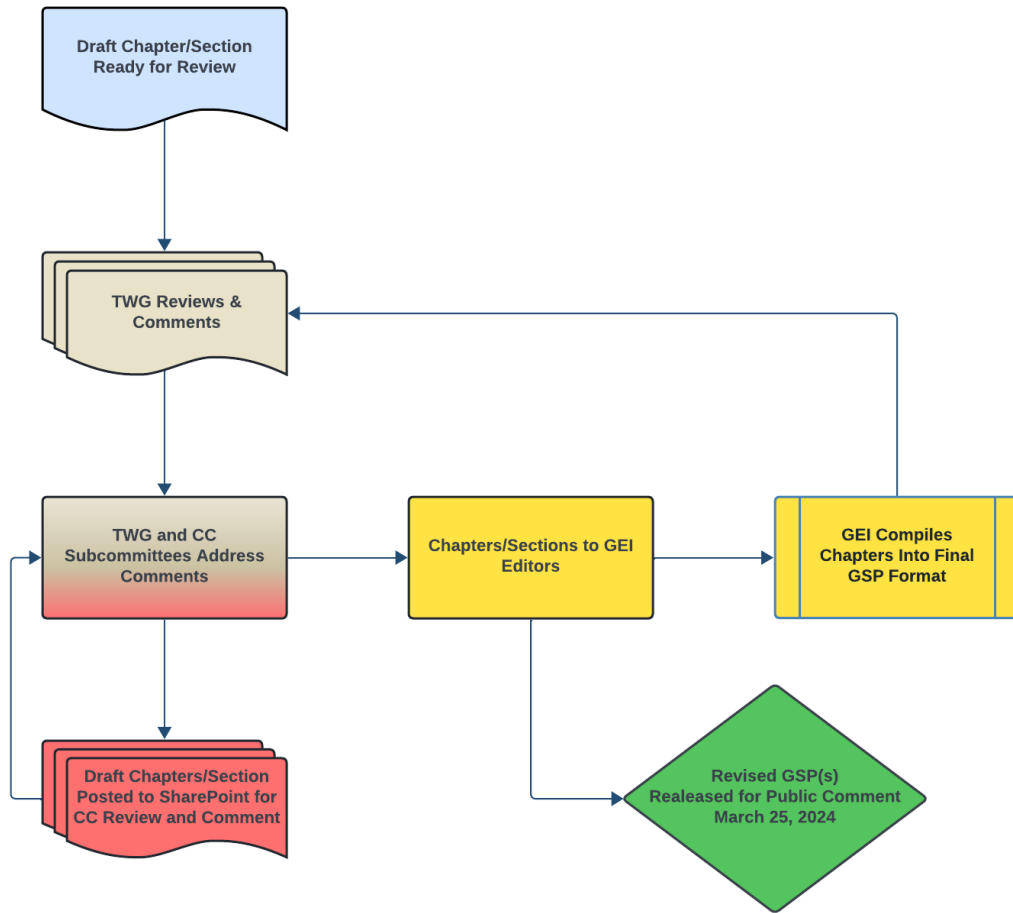 Draft Chapter/Section
Ready for Review
TWG Reviews &
Comments
TWG and CC
Subcommittees Address
Comments
Chapters/Sections to GEI
Editors
GEI Compiles
Chapters Into Final
GSP Format
Draft Chapters/Section
Posted to SharePoint for
CC Review and Comment
Revised GSP(s)
Realeased for Public Comment
March 25, 2024